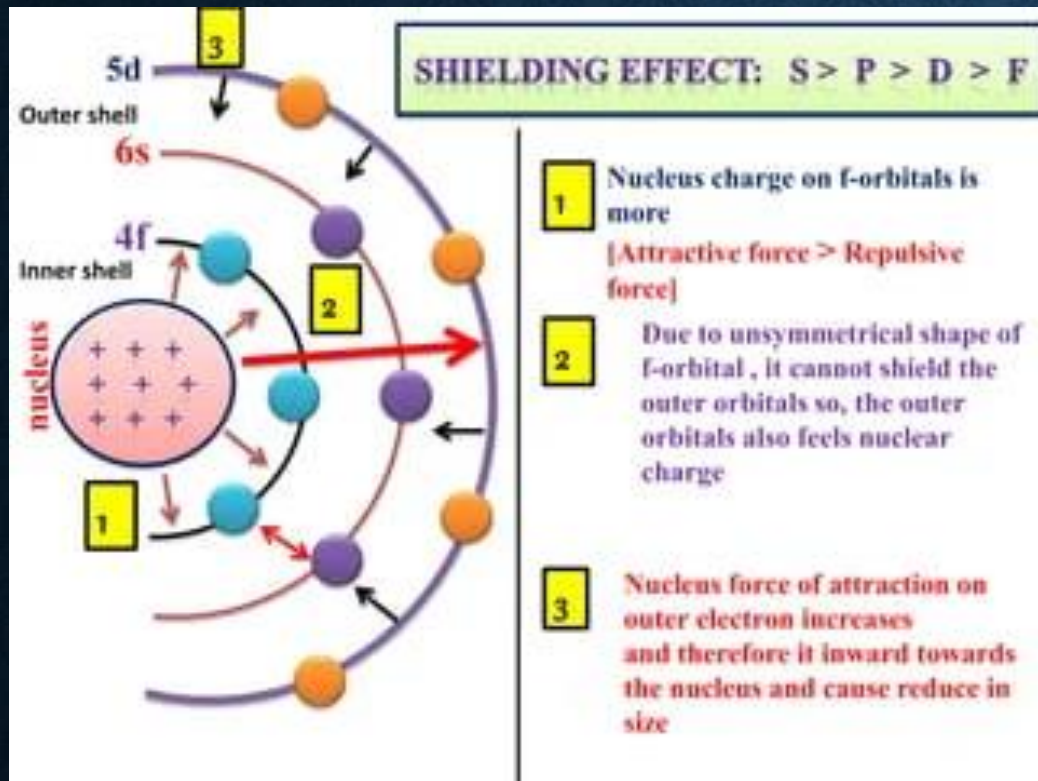 SHIELDING EFFECT: S > P > D > F
3
5d
Outer shell
6s
4f
Inner shell
2
nucleus
+ + +
+ + +
+ + +
1
1
Nucleus charge on f-orbitals is
more
[Attractive force > Repulsive
force]
2
Due to unsymmetrical shape of
f-orbital , it cannot shield the
outer orbitals so, the outer
orbitals also feels nuclear
charge
3
Nucleus force of attraction on
outer electron increases
and therefore it inward towards
the nucleus and cause reduce in
size